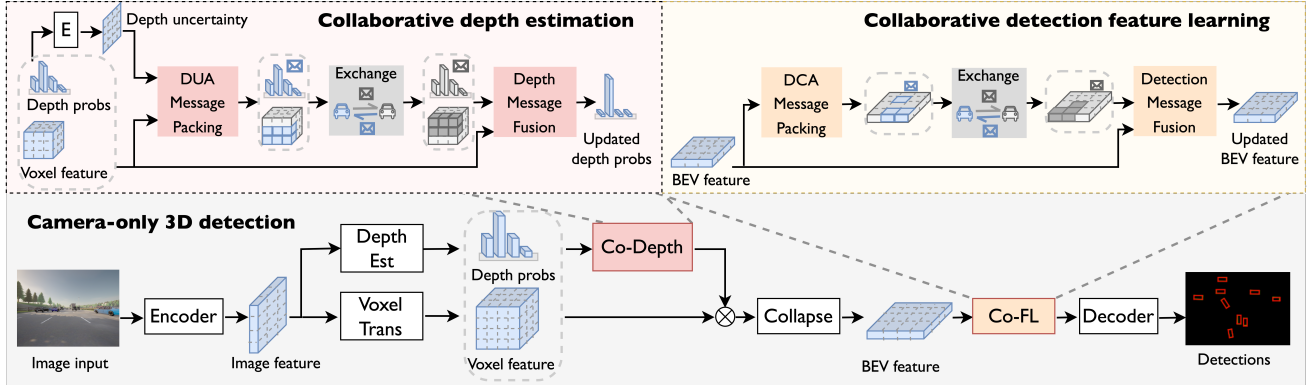 Collaborative depth estimation
Depth uncertainty
E
Depth probs
Voxel feature
DUA
Message
Packing
Exchange
Depth
Message
Fusion
Updated
depth probs
Collaborative detection feature learning
BEV feature
DCA
Message
Packing
Exchange
Detection
Message
Fusion
Updated
BEV feature
Camera-only 3D detection
Image input
Encoder
Image feature
Depth
Est
Voxel
Trans
Depth probs
Voxel feature
Co-Depth
Collapse
BEV feature
Co-FL
Decoder
Detections